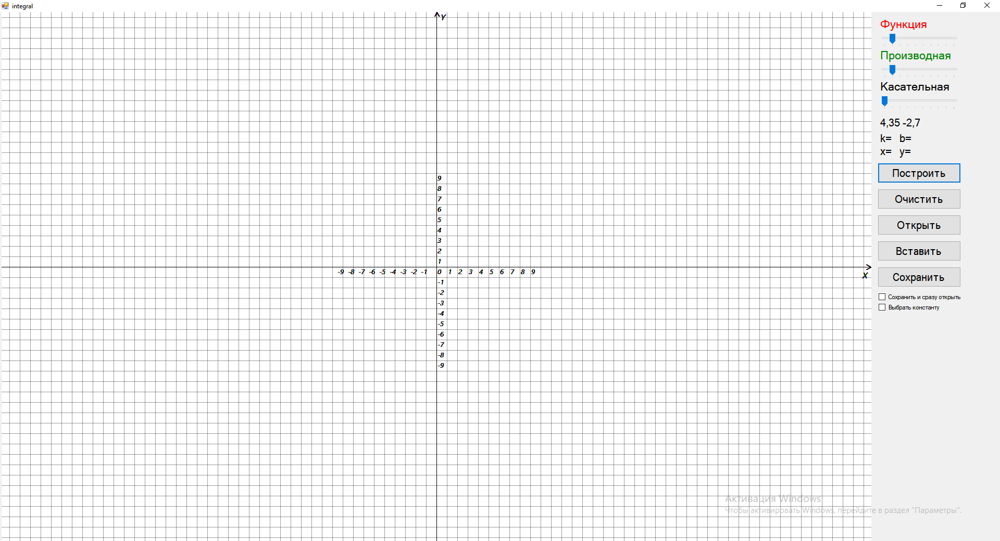 integral
Y
Функция
Производная
Касательная
4,35 -2,7
k= b=
x= y=
Построить
Очистить
Открыть
Вставить
Сохранить
Сохранить и сразу открыть
Выбрать константу
9
8
7
6
5
4
3
2
1
-9 -8 -7 -6 -5 -4 -3 -2 -1 0 1 2 3 4 5 6 7 8 9
X
-1
-2
-3
-4
-5
-6
-7
-8
-9
Активация Windows
Чтобы активировать Windows, перейдите в раздел "Параметры".